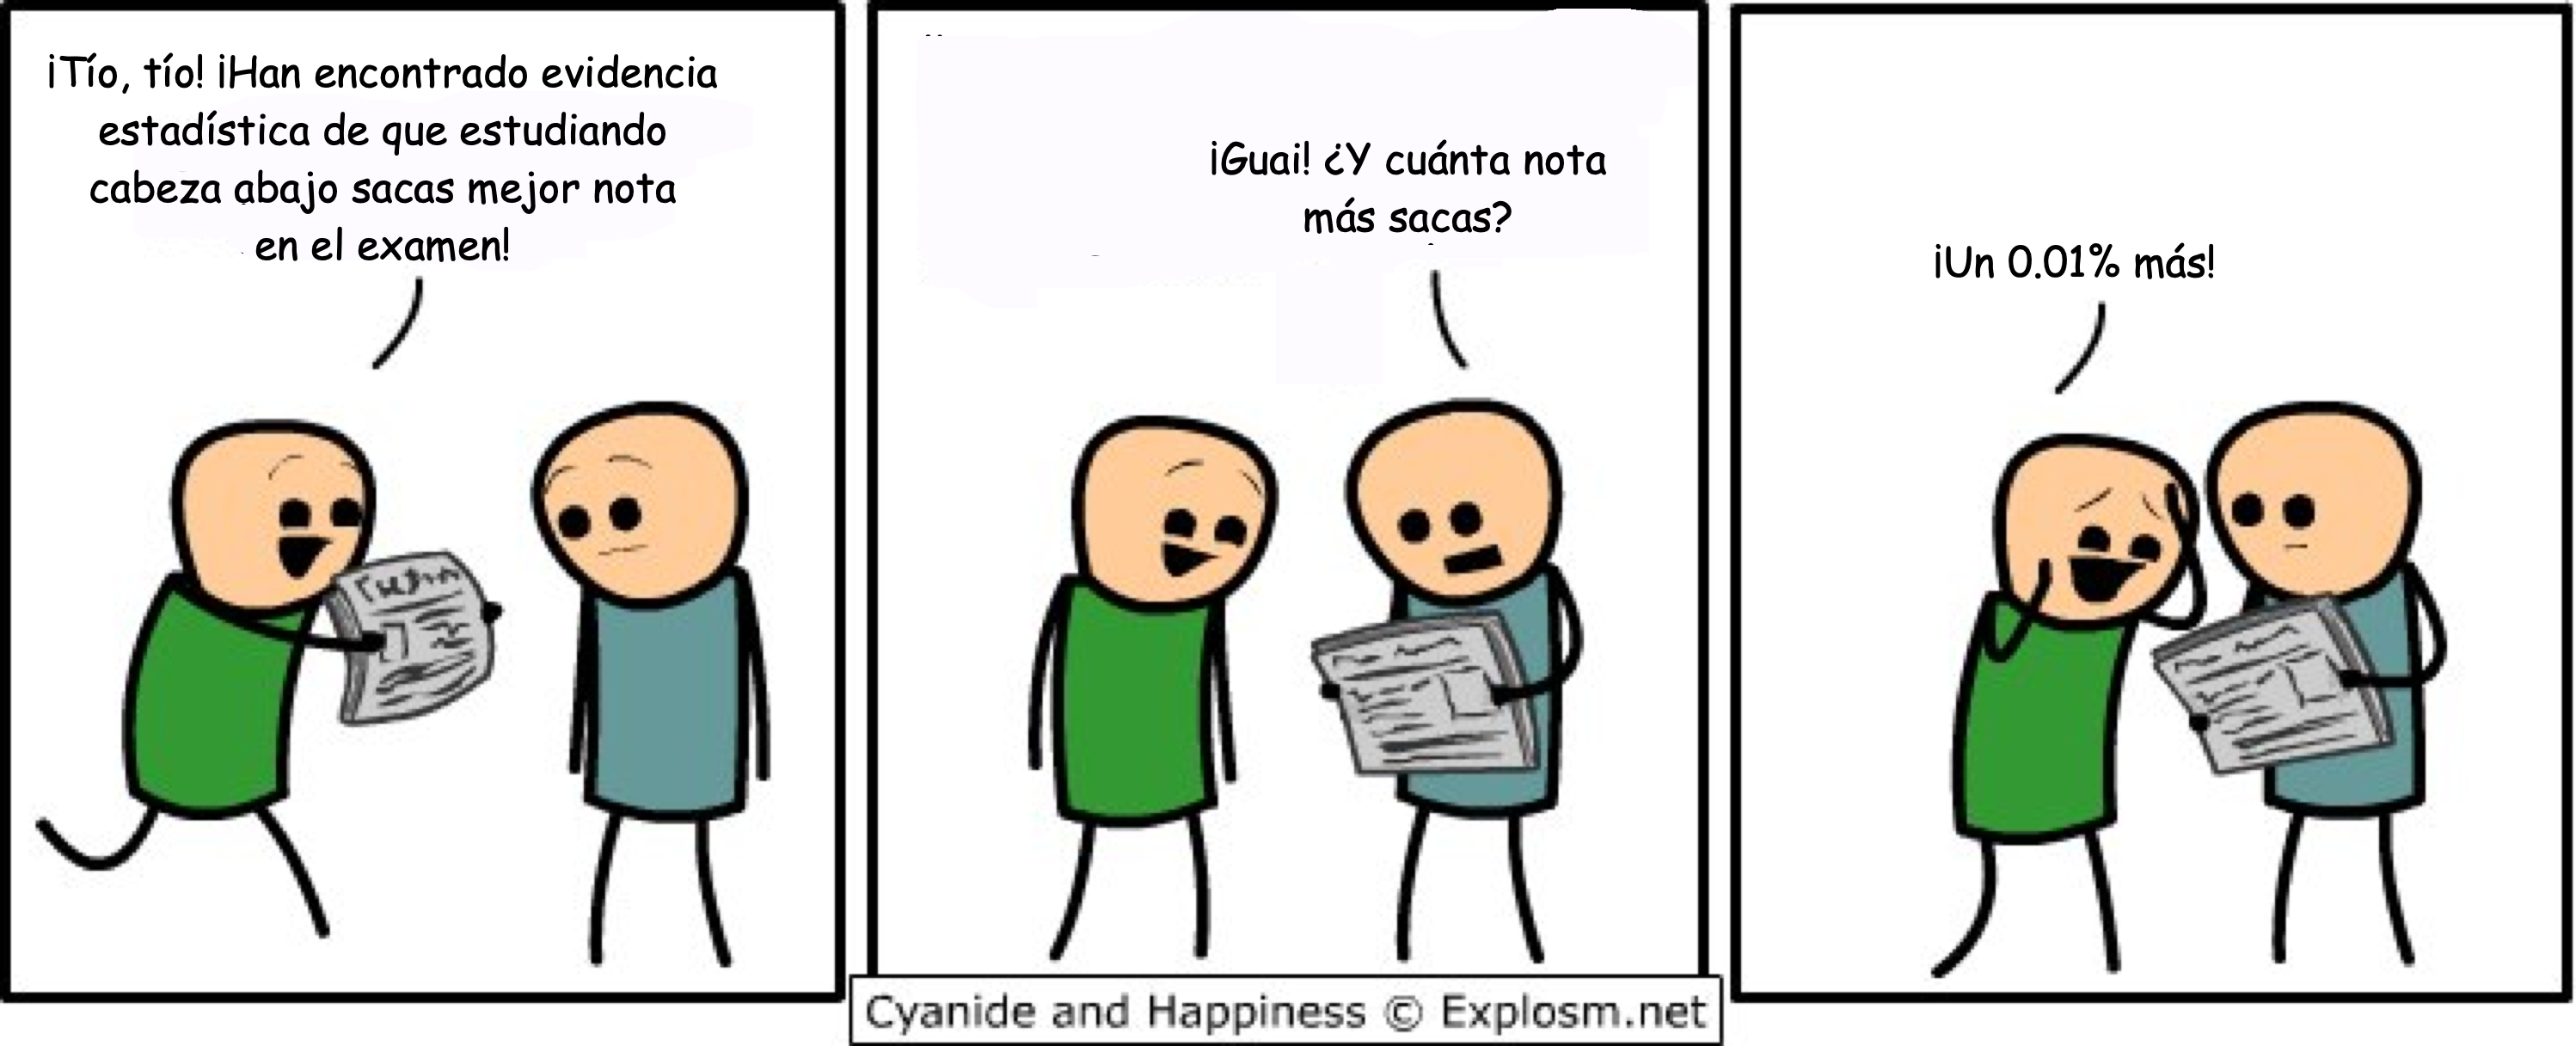 ¡Tío, tío! ¡Han encontrado evidencia
estadística de que estudiando
cabeza abajo sacas mejor nota
en el examen!
¡Guai! ¿Y cuánta nota
más sacas?
¡Un 0.01% más!
Cyanide and Happiness © Explosm.net